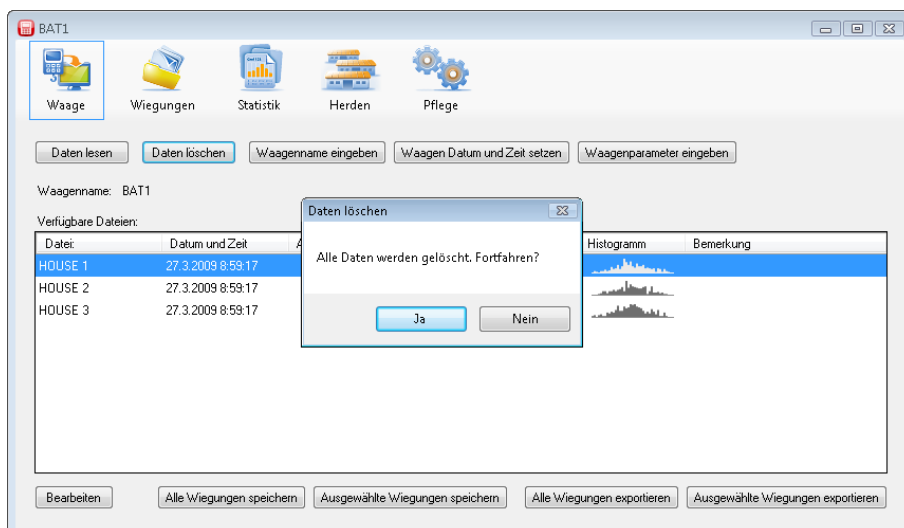 BAT1
Waage Wiegungen Statistik Herden Pflege
Daten lesen Daten löschen Waagenname eingeben Waagen Datum und Zeit setzen Waagenparameter eingeben
Waagenname: BAT1
Verfügbare Dateien:
Datei: Datum und Zeit A Histogramm Bemerkung
HOUSE 1 27.3.2009 8:59:17
HOUSE 2 27.3.2009 8:59:17
HOUSE 3 27.3.2009 8:59:17
Daten löschen
Alle Daten werden gelöscht. Fortfahren?
Ja Nein
Bearbeiten Alle Wiegungen speichern Ausgewählte Wiegungen speichern Alle Wiegungen exportieren Ausgewählte Wiegungen exportieren